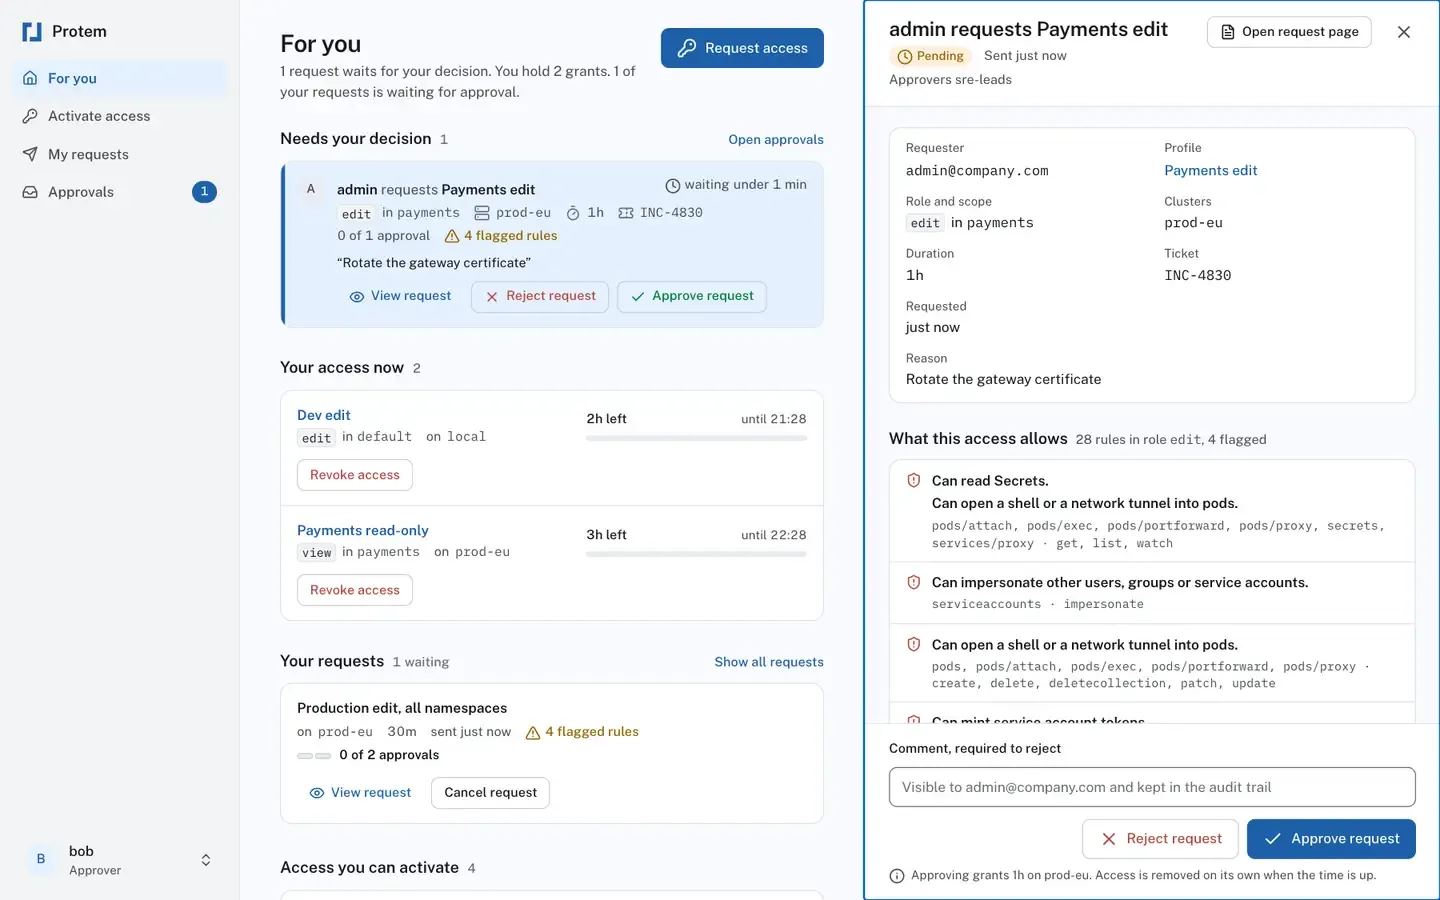 Protem
For you
Activate access
My requests
Approvals
1
B
bob
Approver
For you
1 request waits for your decision. You hold 2 grants. 1 of
your requests is waiting for approval.
Request access
Needs your decision 1
Open approvals
A
admin requests Payments edit
waiting under 1 min
edit in payments prod-eu 1h INC-4830
0 of 1 approval 4 flagged rules
“Rotate the gateway certificate”
View request
Reject request
Approve request
Your access now 2
Dev edit
edit in default on local
2h left
until 21:28
Revoke access
Payments read-only
view in payments on prod-eu
3h left
until 22:28
Revoke access
Your requests 1 waiting
Show all requests
Production edit, all namespaces
on prod-eu 30m sent just now 4 flagged rules
0 of 2 approvals
View request
Cancel request
Access you can activate 4
admin requests Payments edit
Open request page
Pending Sent just now
Approvers sre-leads
Requester
admin@company.com
Profile
Payments edit
Role and scope
edit in payments
Clusters
prod-eu
Duration
1h
Ticket
INC-4830
Requested
just now
Reason
Rotate the gateway certificate
What this access allows 28 rules in role edit, 4 flagged
Can read Secrets.
Can open a shell or a network tunnel into pods.
pods/attach, pods/exec, pods/portforward, pods/proxy, secrets,
services/proxy · get, list, watch
Can impersonate other users, groups or service accounts.
serviceaccounts · impersonate
Can open a shell or a network tunnel into pods.
pods, pods/attach, pods/exec, pods/portforward, pods/proxy ·
create, delete, deletecollection, patch, update
Can mint service account tokens.
Comment, required to reject
Visible to admin@company.com and kept in the audit trail
Reject request
Approve request
Approving grants 1h on prod-eu. Access is removed on its own when the time is up.